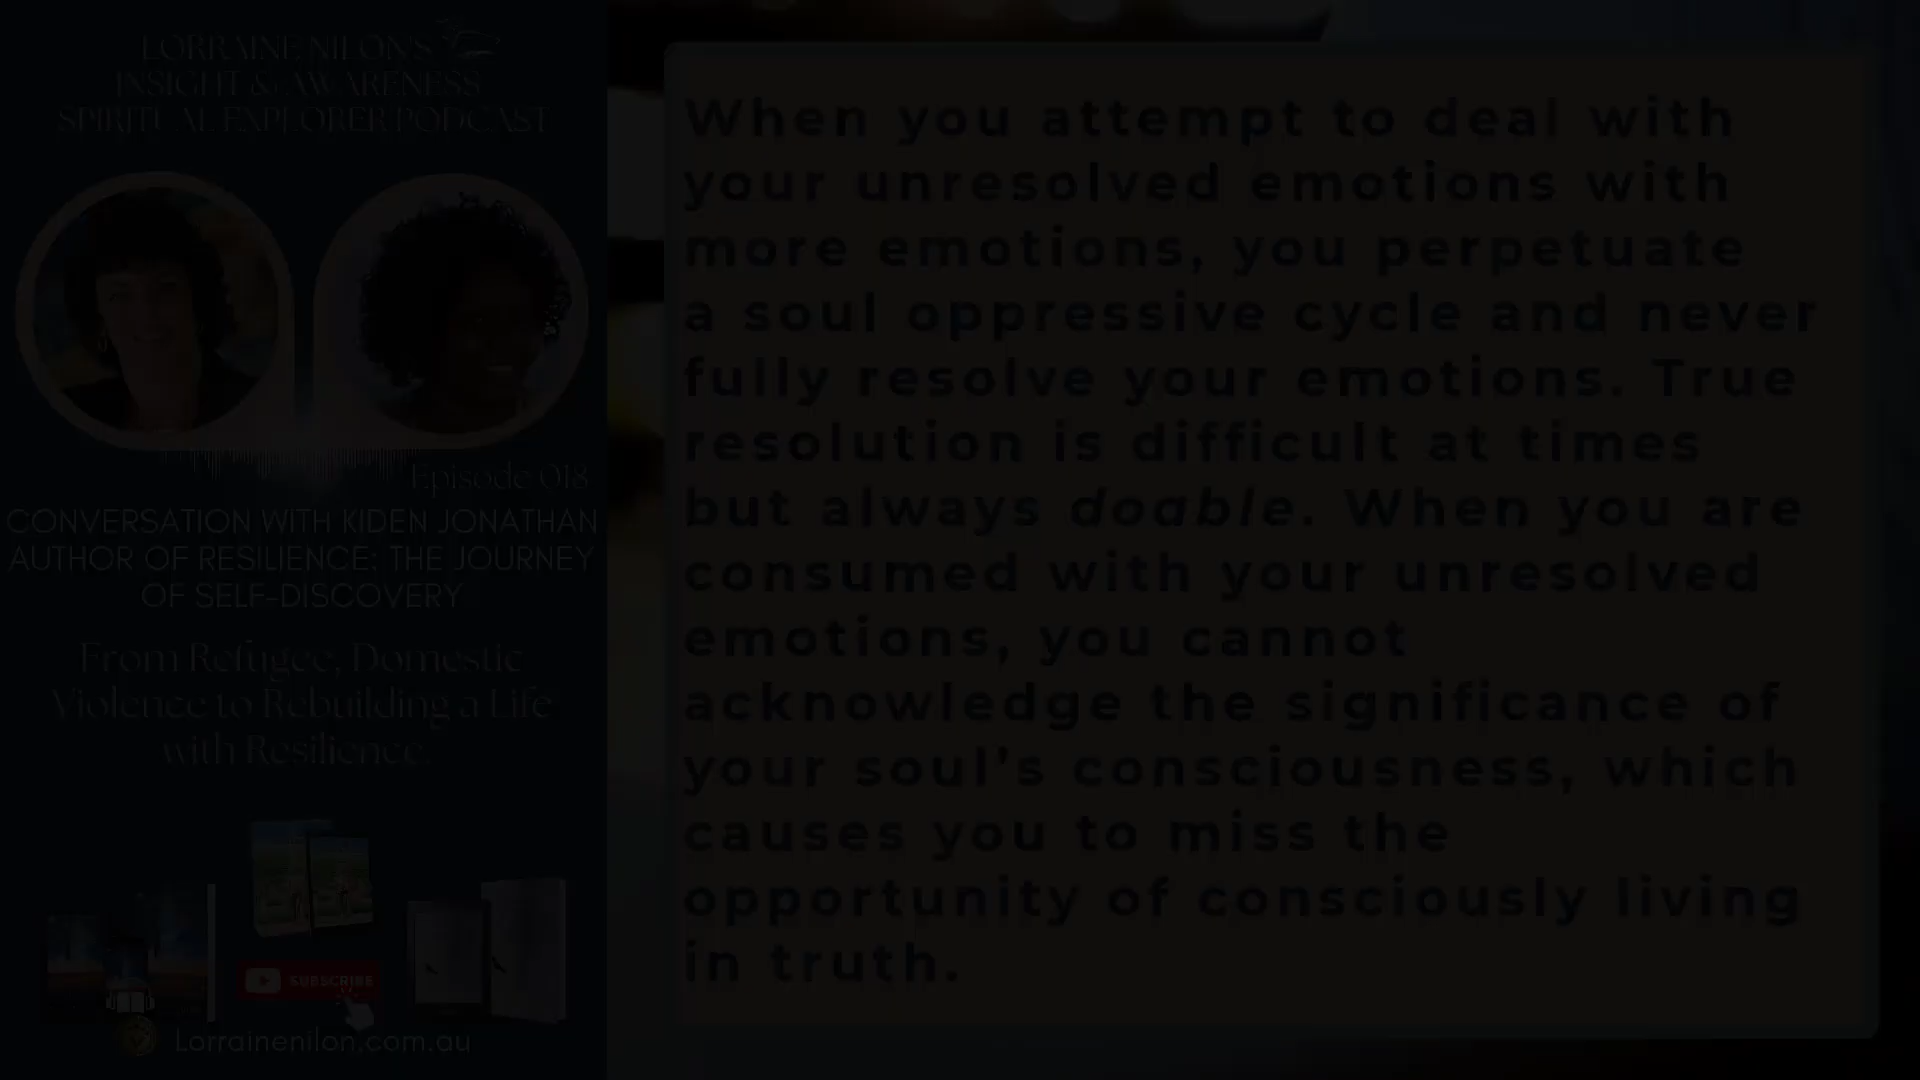 LORRAINE NILON'S
INSIGHT & AWARENESS
SPIRITUAL EXPLORER PODCAST
Episode 018
CONVERSATION WITH KIDEN JONATHAN
AUTHOR OF RESILIENCE: THE JOURNEY
OF SELF-DISCOVERY
From Refugee, Domestic
Violence to Rebuilding a Life
with Resilience.
SUBSCRIBE
Lorrainenilon.com.au
When you attempt to deal with
your unresolved emotions with
more emotions, you perpetuate
a soul oppressive cycle and never
fully resolve your emotions. True
resolution is difficult at times
but always doable. When you are
consumed with your unresolved
emotions, you cannot
acknowledge the significance of
your soul's consciousness, which
causes you to miss the
opportunity of consciously living
in truth.